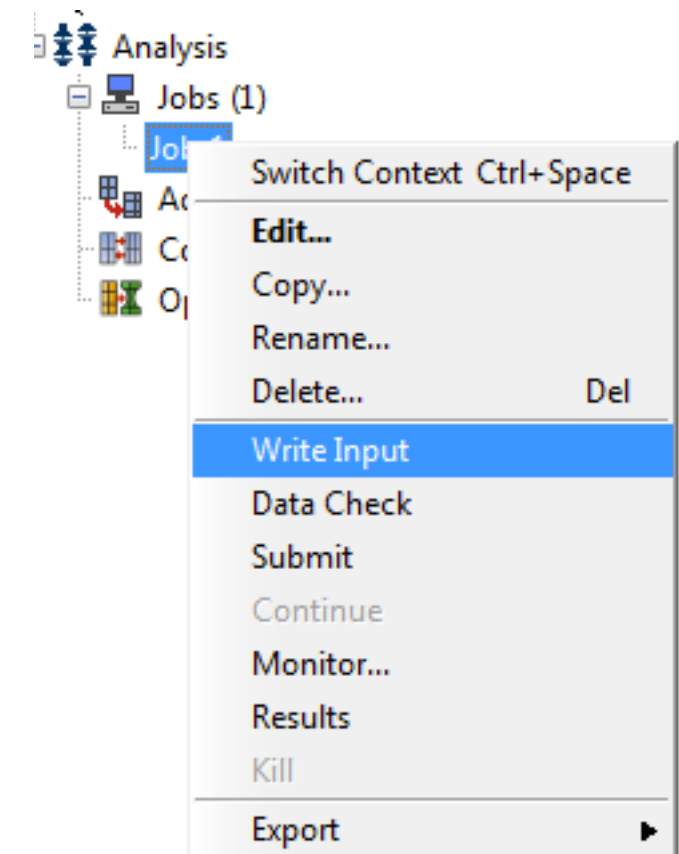 Analysis
Jobs (1)
Switch Context Ctrl+Space
Edit...
Copy...
Rename...
Delete... Del
Write Input
Data Check
Submit
Continue
Monitor...
Results
Kill
Export